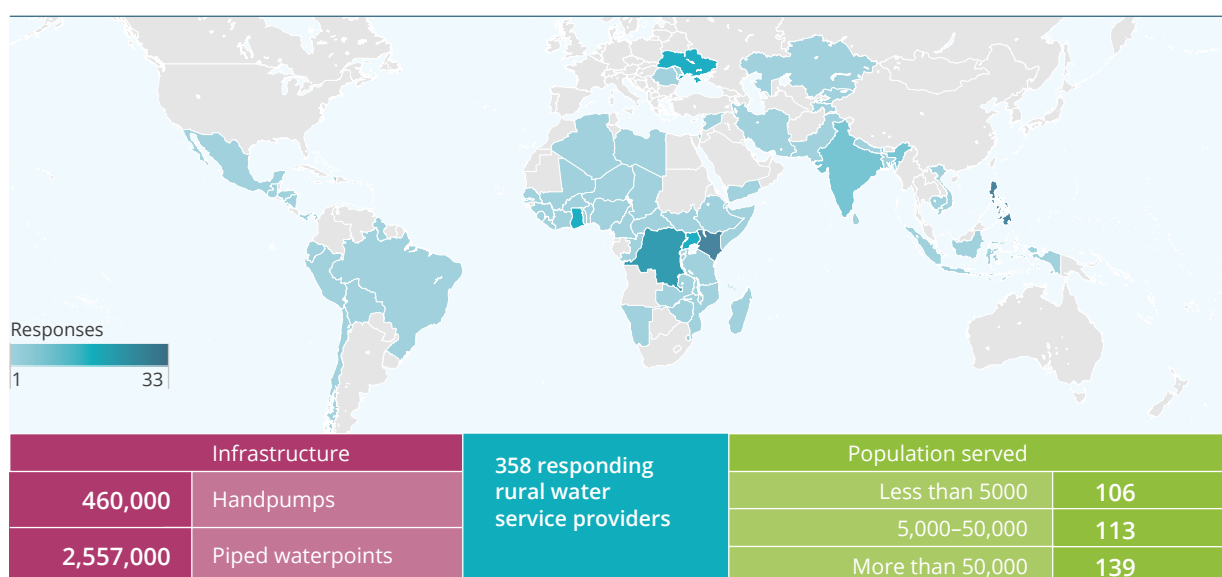 Responses
1 33
Infrastructure
460,000 Handpumps
2,557,000 Piped waterpoints
358 responding
rural water
service providers
Population served
Less than 5000 106
5,000–50,000 113
More than 50,000 139